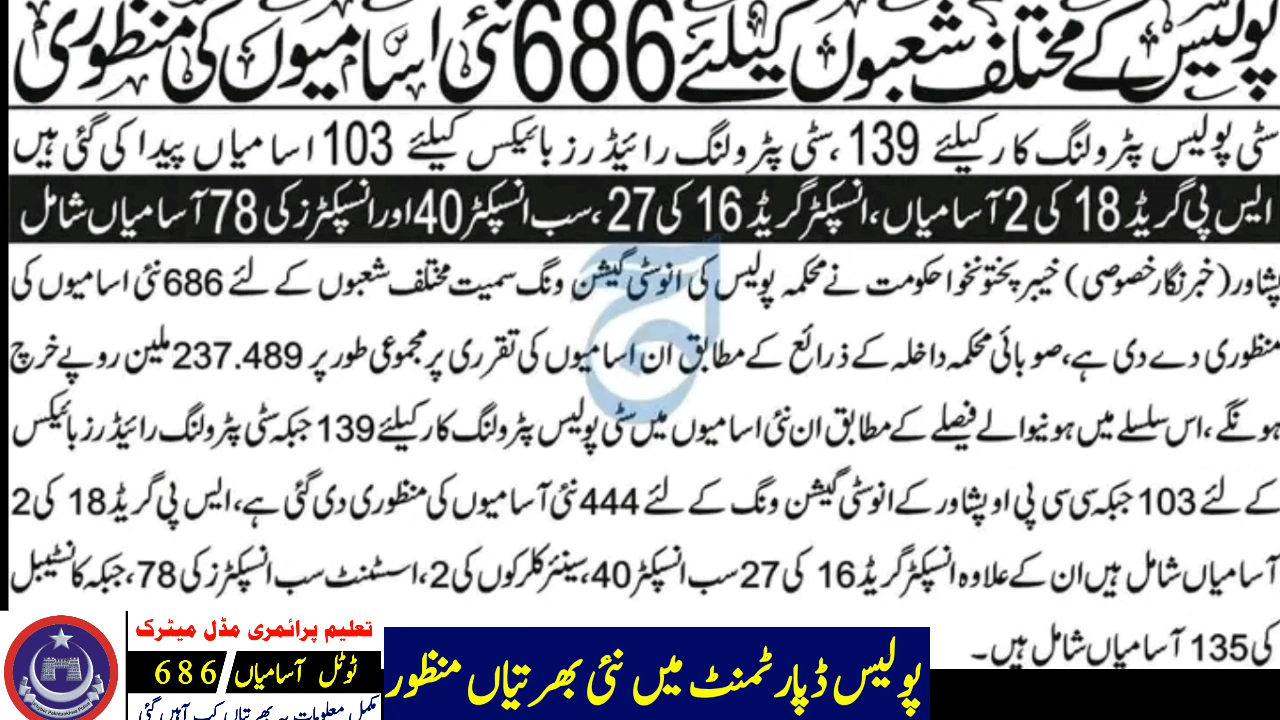 پولیس کے مختلف شعبوں کیلئے 686 نئی اسامیوں کی منظوری
سٹی پولیس پٹرولنگ کار کیلئے 139، سٹی پٹرولنگ رائیڈرز بائیکس کیلئے 103 اسامیاں پیدا کی گئی ہیں
ایس پی گریڈ 18 کی 2 آسامیاں، انسپکٹر گریڈ 16 کی 27، سب انسپکٹر 40 اور انسپکٹرز کی 78 آسامیاں شامل
پشاور (خبرنگار خصوصی) خیبر پختونخوا حکومت نے محکمہ پولیس کی انوسٹی گیشن ونگ سمیت مختلف شعبوں کے لئے 686 نئی اسامیوں کی
منظوری دے دی ہے، صوبائی محکمہ داخلہ کے ذرائع کے مطابق ان اسامیوں کی تقرری پر مجموعی طور پر 237.489 ملین روپے خرچ
ہونگے، اس سلسلے میں ہونیوالے فیصلے کے مطابق ان نئی اسامیوں میں سٹی پولیس پٹرولنگ کار کیلئے 139 جبکہ سٹی پٹرولنگ رائیڈرز بائیکس
کے لئے 103 جبکہ سی سی پی او پشاور کے انوسٹی گیشن ونگ کے لئے 444 نئی آسامیوں کی منظوری دی گئی ہے، ایس پی گریڈ 18 کی 2
آسامیاں شامل ہیں ان کے علاوہ انسپکٹر گریڈ 16 کی 27 سب انسپکٹر 40، سینئر کلرکوں کی 2، اسسٹنٹ سب انسپکٹرز کی 78، جبکہ کانسٹیبل
کی 135 آسامیاں شامل ہیں۔
تعلیم پرائمری مڈل میٹرک
ٹوٹل آسامیاں / 686
مکمل معلومات یہ بھرتیاں کب آہیں گئی
پولیس ڈپارٹمنٹ میں نئی بھرتیاں منظور